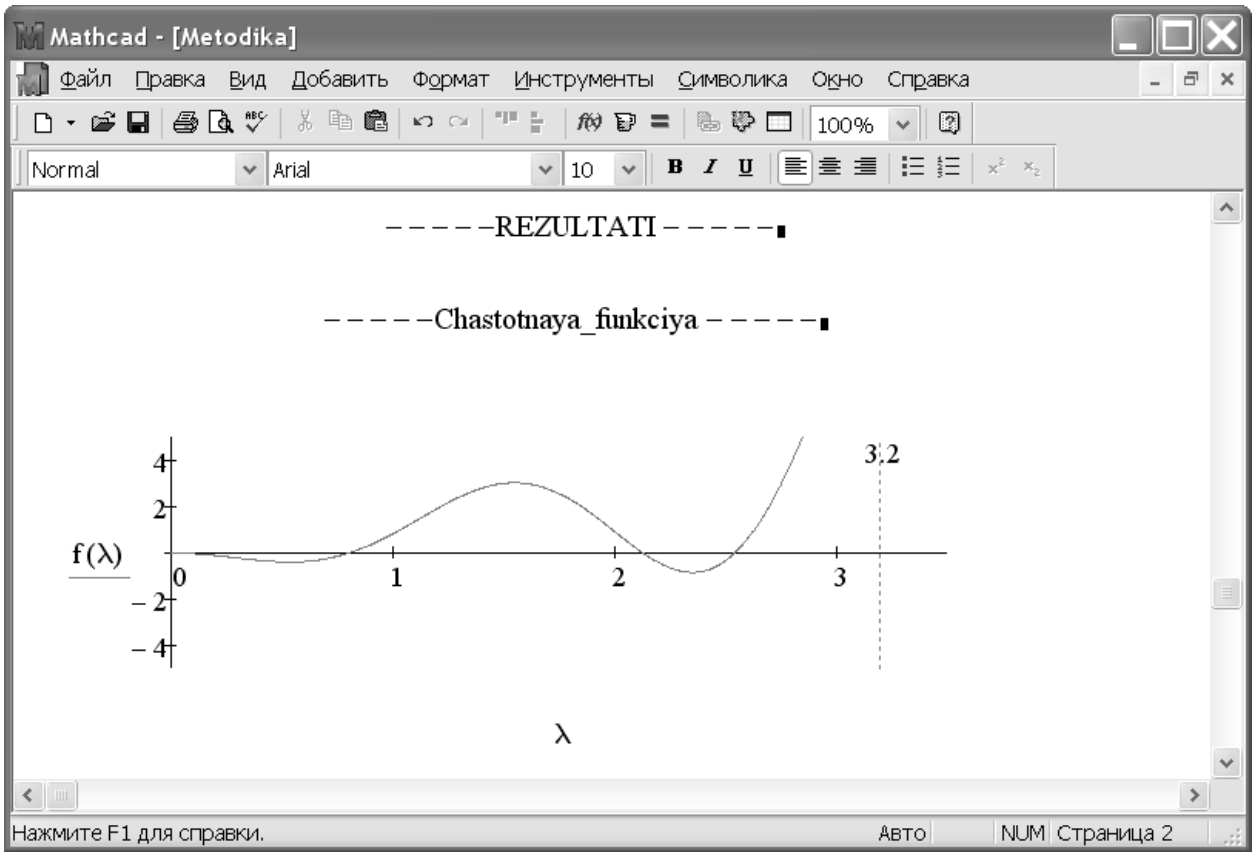 Mathcad - [Metodika]
Файл Правка Вид Добавить Формат Инструменты Символика Окно Справка
100%
Normal Arial 10 B I U
-----REZULTATI-----
-----Chastotnaya_funkciya-----
4
3.2
2
f(λ)
0 1 2 3
-2
-4
λ
Нажмите F1 для справки. Авто NUM Страница 2